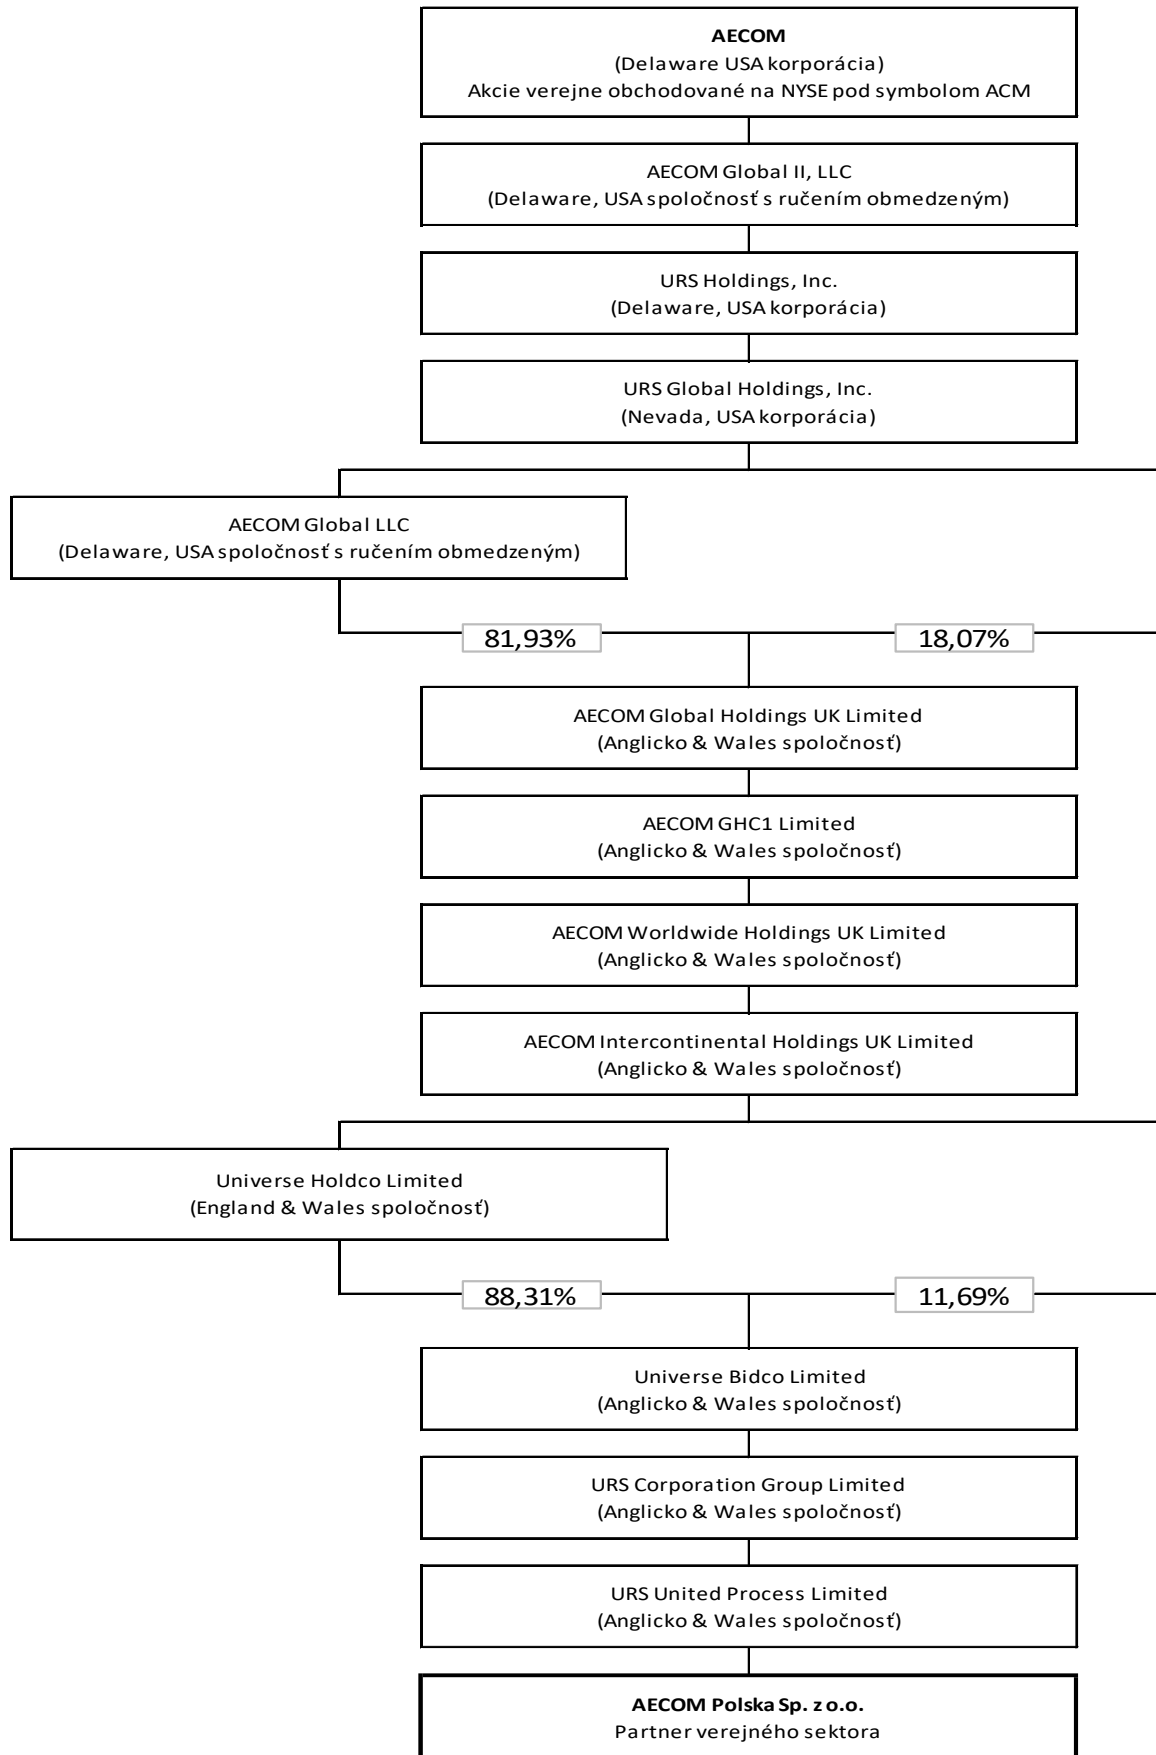 AECOM
(Delaware USA korporácia)
Akcie verejne obchodované na NYSE pod symbolom ACM
AECOM Global II, LLC
(Delaware, USA spoločnosť s ručením obmedzeným)
URS Holdings, Inc.
(Delaware, USA korporácia)
URS Global Holdings, Inc.
(Nevada, USA korporácia)
AECOM Global LLC
(Delaware, USA spoločnosť s ručením obmedzeným)
81,93%
18,07%
AECOM Global Holdings UK Limited
(Anglicko & Wales spoločnosť)
AECOM GHC1 Limited
(Anglicko & Wales spoločnosť)
AECOM Worldwide Holdings UK Limited
(Anglicko & Wales spoločnosť)
AECOM Intercontinental Holdings UK Limited
(Anglicko & Wales spoločnosť)
Universe Holdco Limited
(England & Wales spoločnosť)
88,31%
11,69%
Universe Bidco Limited
(Anglicko & Wales spoločnosť)
URS Corporation Group Limited
(Anglicko & Wales spoločnosť)
URS United Process Limited
(Anglicko & Wales spoločnosť)
AECOM Polska Sp. z o.o.
Partner verejného sektora